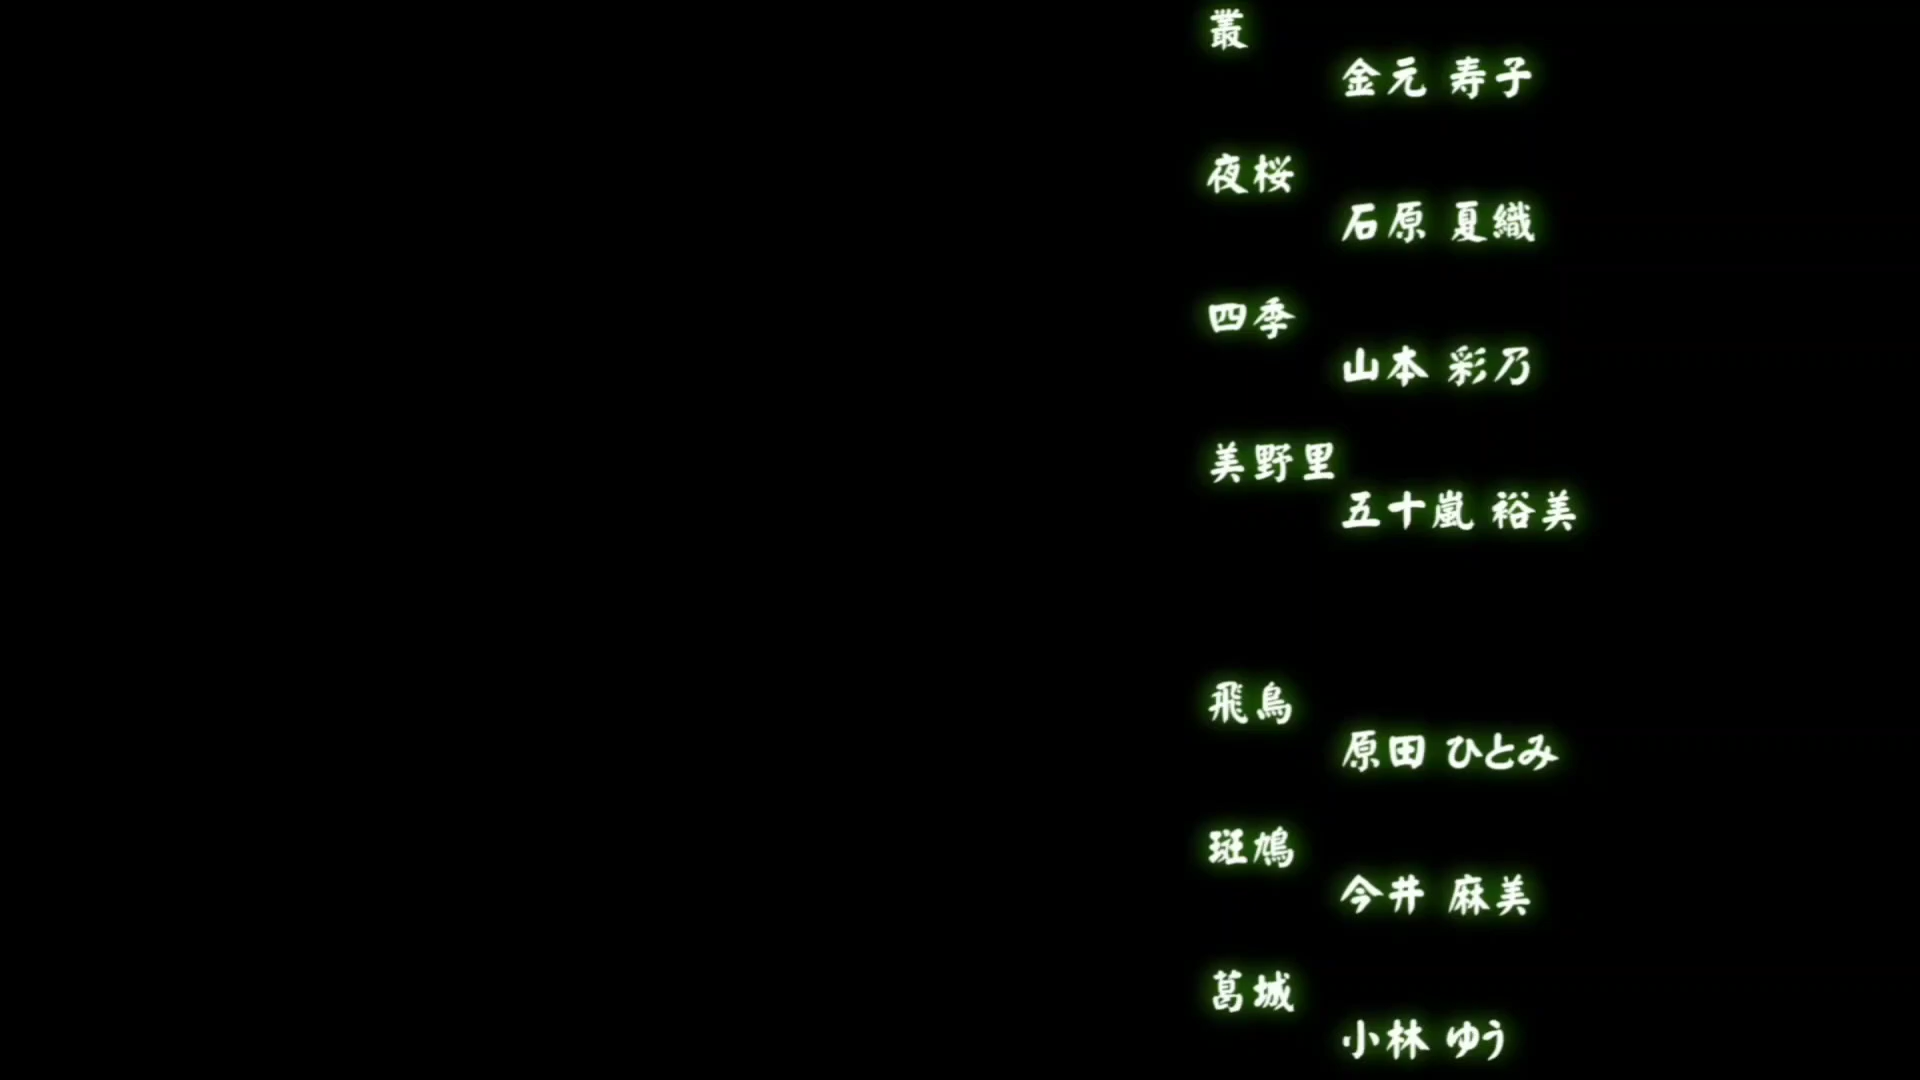 叢
金元 寿子
夜桜
石原 夏織
四季
山本 彩乃
美野里
五十嵐 裕美
飛鳥
原田 ひとみ
斑鳩
今井 麻美
葛城
小林 ゆう